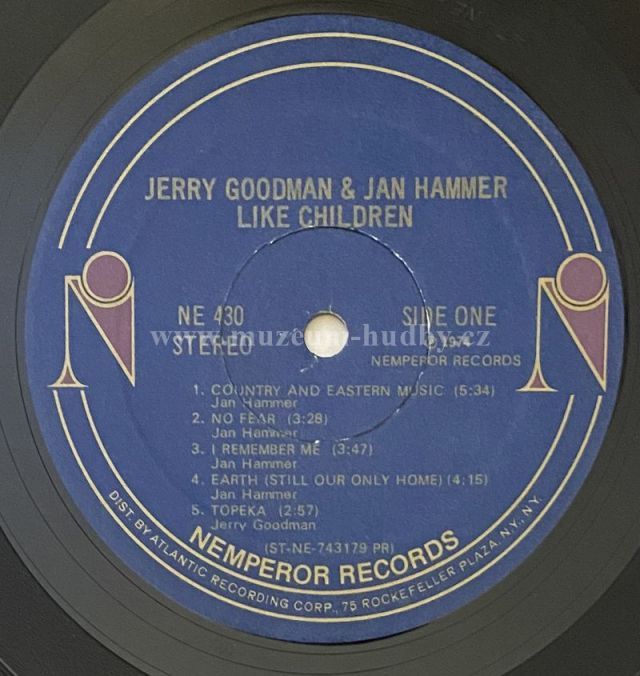 JERRY GOODMAN & JAN HAMMER
LIKE CHILDREN
NE 430
STEREO
SIDE ONE
℗1974
NEMPEROR RECORDS
www.muzeum-hudby.cz
1. COUNTRY AND EASTERN MUSIC (5:34)
Jan Hammer
2. NO FEAR (3:28)
Jan Hammer
3. I REMEMBER ME (3:47)
Jan Hammer
4. EARTH (STILL OUR ONLY HOME) (4:15)
Jan Hammer
5. TOPEKA (2:57)
Jerry Goodman
(ST-NE-743179 PR)
NEMPEROR RECORDS
DIST. BY ATLANTIC RECORDING CORP., 75 ROCKEFELLER PLAZA, N.Y., N.Y.